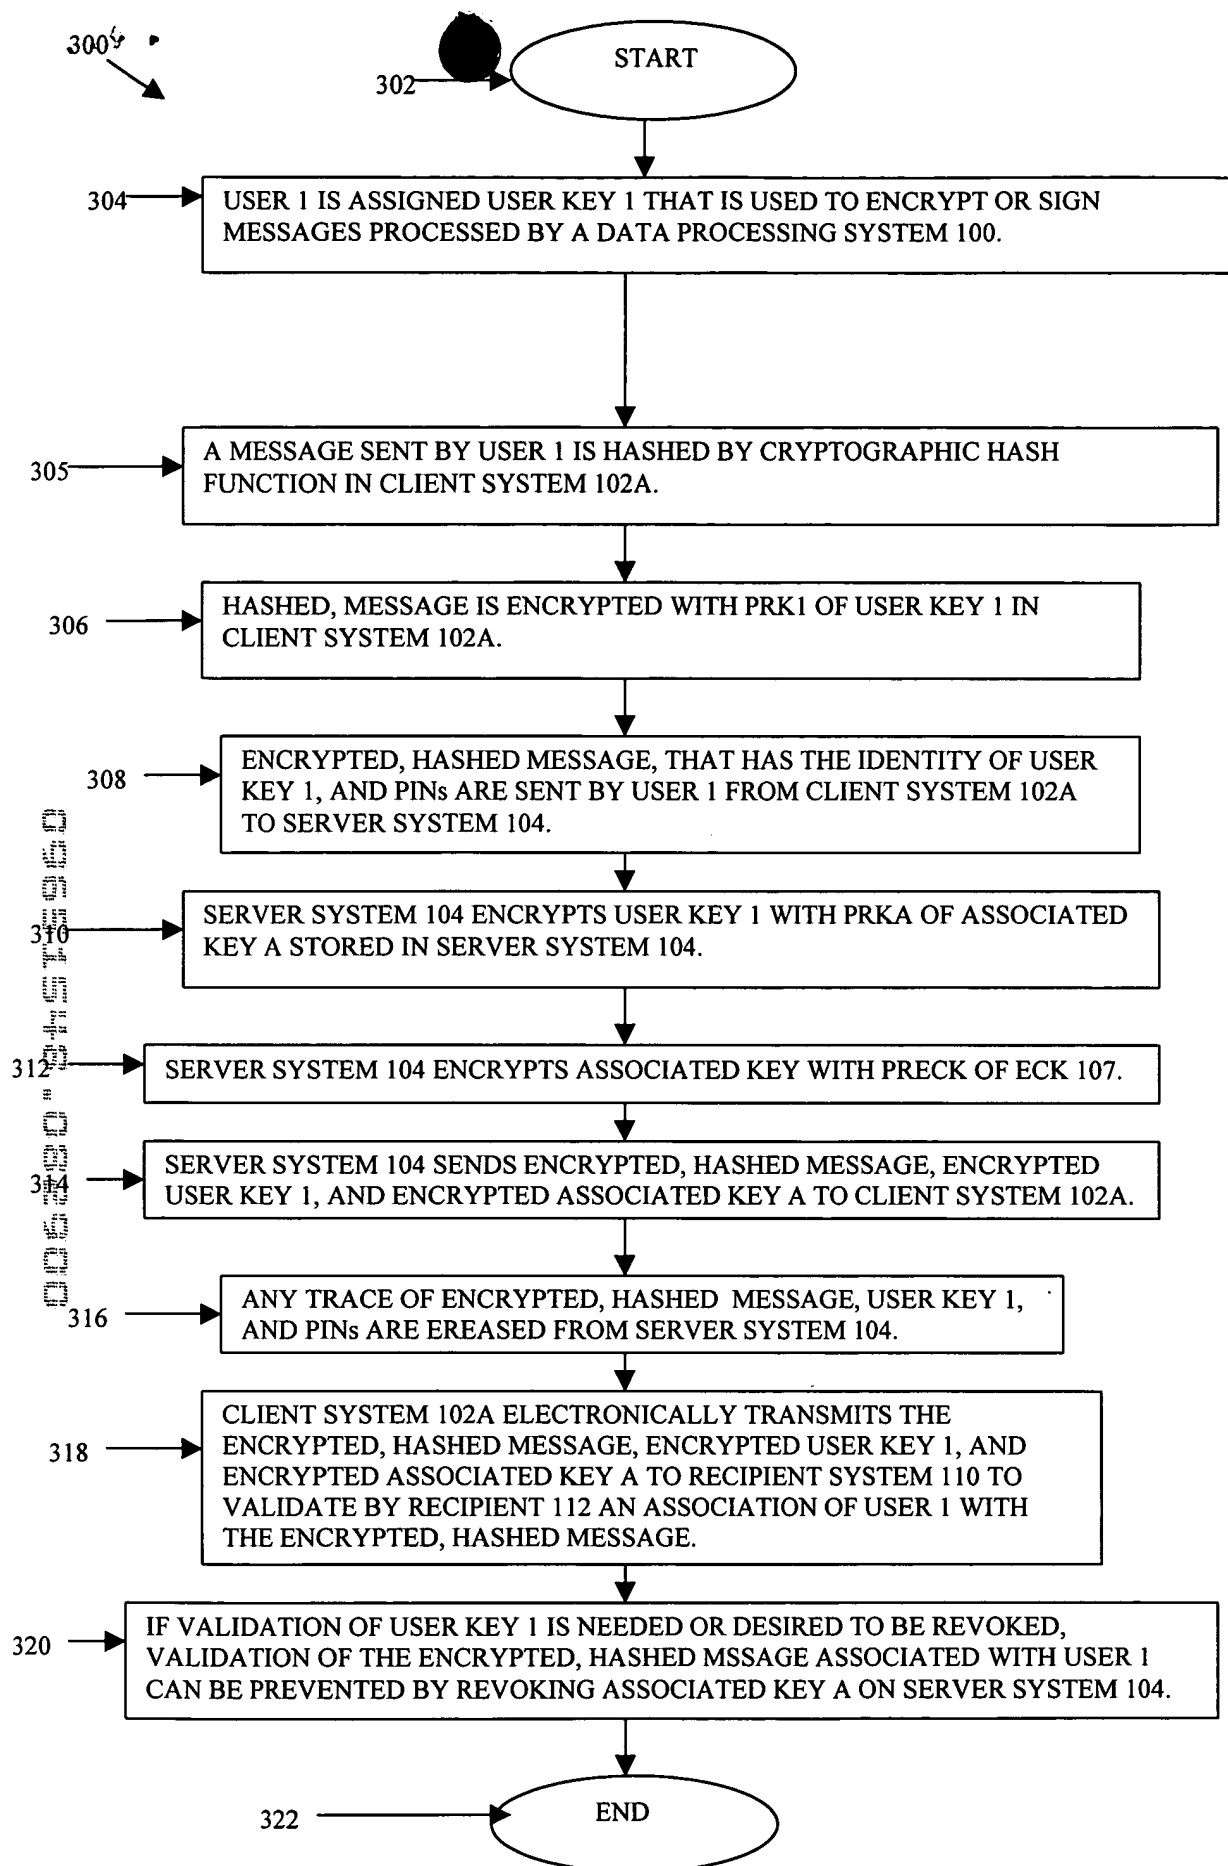 300
302
START
304
USER 1 IS ASSIGNED USER KEY 1 THAT IS USED TO ENCRYPT OR SIGN
MESSAGES PROCESSED BY A DATA PROCESSING SYSTEM 100.
305
A MESSAGE SENT BY USER 1 IS HASHED BY CRYPTOGRAPHIC HASH
FUNCTION IN CLIENT SYSTEM 102A.
306
HASHED, MESSAGE IS ENCRYPTED WITH PRK1 OF USER KEY 1 IN
CLIENT SYSTEM 102A.
308
ENCRYPTED, HASHED MESSAGE, THAT HAS THE IDENTITY OF USER
KEY 1, AND PINs ARE SENT BY USER 1 FROM CLIENT SYSTEM 102A
TO SERVER SYSTEM 104.
310
SERVER SYSTEM 104 ENCRYPTS USER KEY 1 WITH PRKA OF ASSOCIATED
KEY A STORED IN SERVER SYSTEM 104.
312
SERVER SYSTEM 104 ENCRYPTS ASSOCIATED KEY WITH PRECK OF ECK 107.
314
SERVER SYSTEM 104 SENDS ENCRYPTED, HASHED MESSAGE, ENCRYPTED
USER KEY 1, AND ENCRYPTED ASSOCIATED KEY A TO CLIENT SYSTEM 102A.
316
ANY TRACE OF ENCRYPTED, HASHED MESSAGE, USER KEY 1,
AND PINs ARE EREASED FROM SERVER SYSTEM 104.
318
CLIENT SYSTEM 102A ELECTRONICALLY TRANSMITS THE
ENCRYPTED, HASHED MESSAGE, ENCRYPTED USER KEY 1, AND
ENCRYPTED ASSOCIATED KEY A TO RECIPIENT SYSTEM 110 TO
VALIDATE BY RECIPIENT 112 AN ASSOCIATION OF USER 1 WITH
THE ENCRYPTED, HASHED MESSAGE.
320
IF VALIDATION OF USER KEY 1 IS NEEDED OR DESIRED TO BE REVOKED,
VALIDATION OF THE ENCRYPTED, HASHED MSSAGE ASSOCIATED WITH USER 1
CAN BE PREVENTED BY REVOKING ASSOCIATED KEY A ON SERVER SYSTEM 104.
322
END